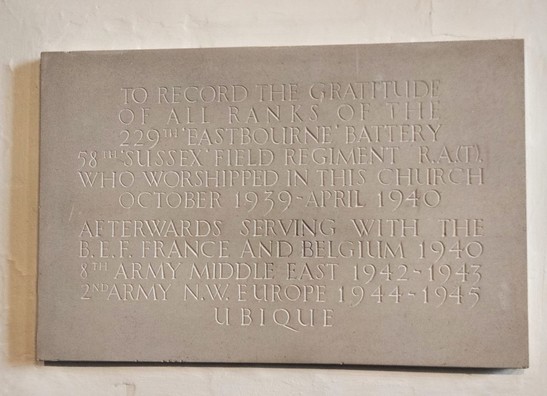 TO RECORD THE GRATITUDE
OF ALL RANKS OF THE
229TH 'EASTBOURNE' BATTERY
58TH 'SUSSEX' FIELD REGIMENT R.A.(T).
WHO WORSHIPPED IN THIS CHURCH
OCTOBER 1939-APRIL 1940
AFTERWARDS SERVING WITH THE
B.E.F. FRANCE AND BELGIUM 1940
8TH ARMY MIDDLE EAST 1942-1943
2ND ARMY N.W. EUROPE 1944-1945
UBIQUE